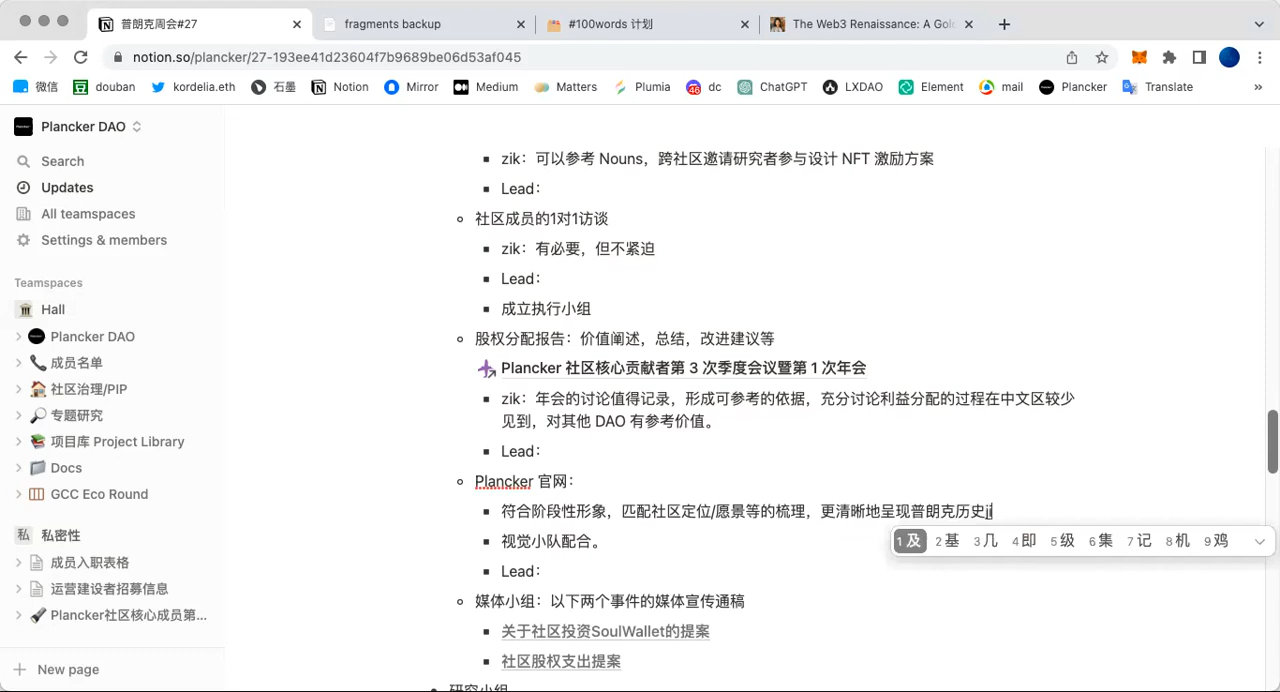 普朗克周会#27
fragments backup
#100words 计划
The Web3 Renaissance: A Gol
notion.so/plancker/27-193ee41d23604f7b9689be06d53af045
微信
douban
kordelia.eth
石墨
Notion
Mirror
Medium
Matters
Plumia
46
dc
ChatGPT
LXDAO
Element
mail
Plancker
Translate
Plancker DAO
Search
Updates
All teamspaces
Settings & members
Teamspaces
Hall
Plancker DAO
成员名单
社区治理/PIP
专题研究
项目库 Project Library
Docs
GCC Eco Round
私 私密性
成员入职表格
运营建设者招募信息
Plancker社区核心成员第...
New page
zik：可以参考 Nouns，跨社区邀请研究者参与设计 NFT 激励方案
Lead：
社区成员的1对1访谈
zik：有必要，但不紧迫
Lead：
成立执行小组
股权分配报告：价值阐述，总结，改进建议等
Plancker 社区核心贡献者第 3 次季度会议暨第 1 次年会
zik：年会的讨论值得记录，形成可参考的依据，充分讨论利益分配的过程在中文区较少
见到，对其他 DAO 有参考价值。
Lead：
Plancker 官网：
符合阶段性形象，匹配社区定位/愿景等的梳理，更清晰地呈现普朗克历史ji
1 及 2 基 3 几 4 即 5 级 6 集 7 记 8 机 9 鸡
视觉小队配合。
Lead：
媒体小组：以下两个事件的媒体宣传通稿
关于社区投资SoulWallet的提案
社区股权支出提案
研究小组